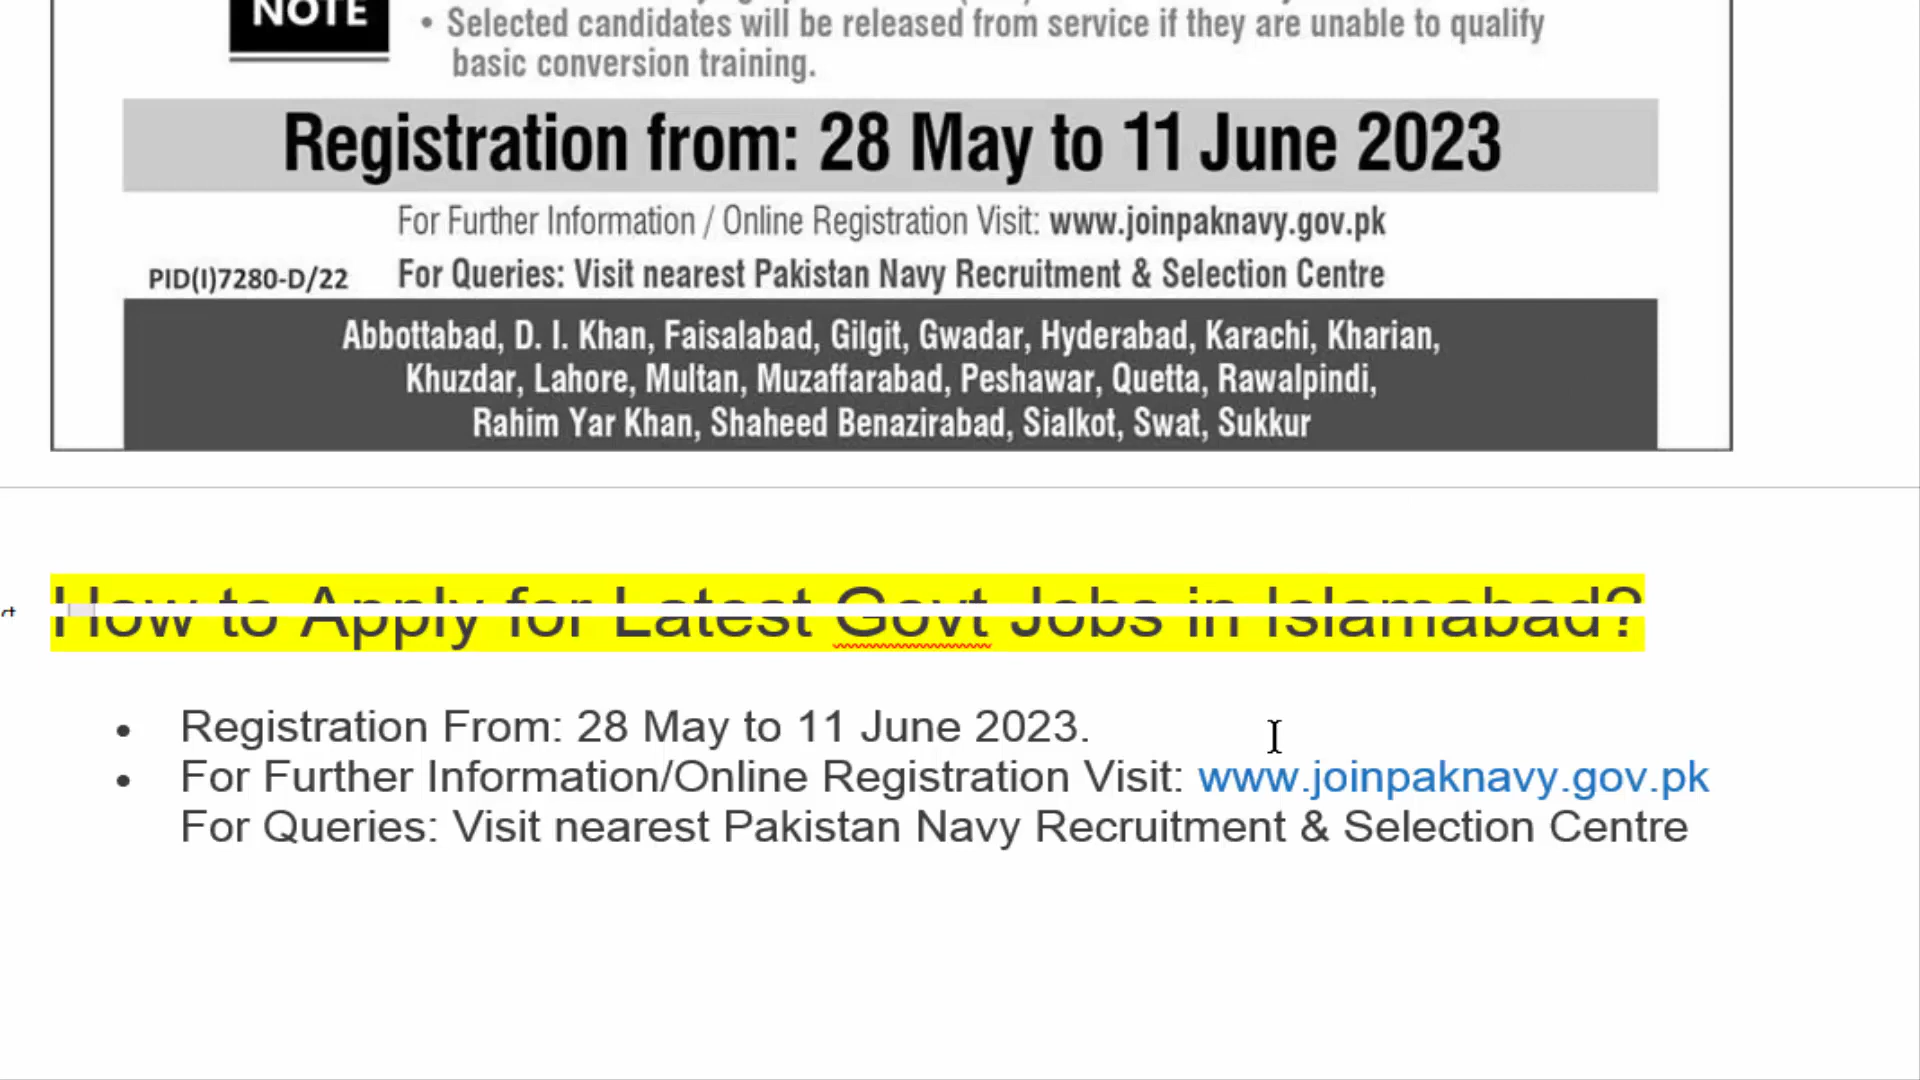 NOTE
• Selected candidates will be released from service if they are unable to qualify
basic conversion training.
Registration from: 28 May to 11 June 2023
For Further Information / Online Registration Visit: www.joinpaknavy.gov.pk
PID(I)7280-D/22 For Queries: Visit nearest Pakistan Navy Recruitment & Selection Centre
Abbottabad, D. I. Khan, Faisalabad, Gilgit, Gwadar, Hyderabad, Karachi, Kharian,
Khuzdar, Lahore, Multan, Muzaffarabad, Peshawar, Quetta, Rawalpindi,
Rahim Yar Khan, Shaheed Benazirabad, Sialkot, Swat, Sukkur
How to Apply for Latest Govt Jobs in Islamabad?
• Registration From: 28 May to 11 June 2023.
• For Further Information/Online Registration Visit: www.joinpaknavy.gov.pk
For Queries: Visit nearest Pakistan Navy Recruitment & Selection Centre